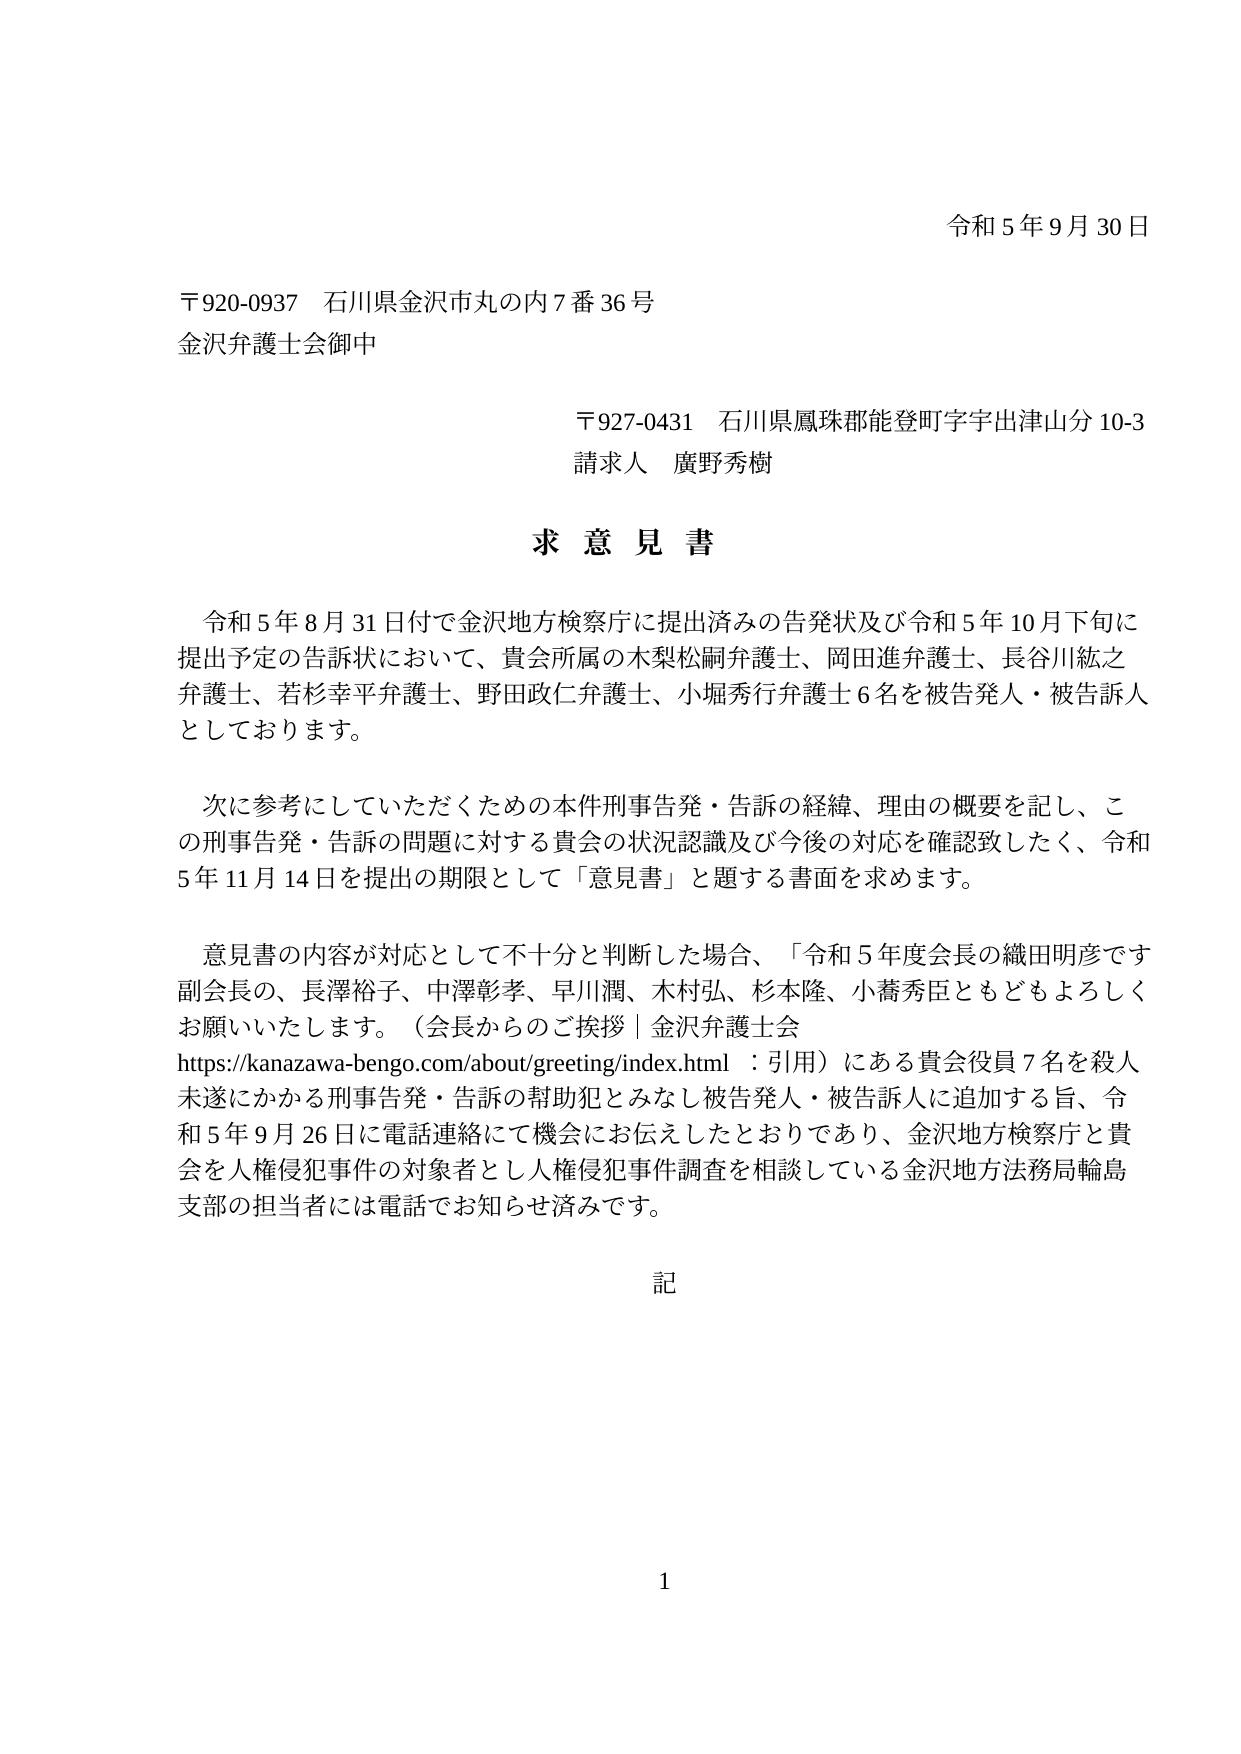 令和5年9月30日
〒920-0937　石川県金沢市丸の内7番36号
金沢弁護士会御中
〒927-0431　石川県鳳珠郡能登町字宇出津山分10-3
請求人　廣野秀樹
求 意 見 書
　令和5年8月31日付で金沢地方検察庁に提出済みの告発状及び令和5年10月下旬に
提出予定の告訴状において、貴会所属の木梨松嗣弁護士、岡田進弁護士、長谷川紘之
弁護士、若杉幸平弁護士、野田政仁弁護士、小堀秀行弁護士6名を被告発人・被告訴人
としております。
　次に参考にしていただくための本件刑事告発・告訴の経緯、理由の概要を記し、こ
の刑事告発・告訴の問題に対する貴会の状況認識及び今後の対応を確認致したく、令和
5年11月14日を提出の期限として「意見書」と題する書面を求めます。
　意見書の内容が対応として不十分と判断した場合、「令和５年度会長の織田明彦です
副会長の、長澤裕子、中澤彰孝、早川潤、木村弘、杉本隆、小蕎秀臣ともどもよろしく
お願いいたします。（会長からのご挨拶｜金沢弁護士会
https://kanazawa-bengo.com/about/greeting/index.html ：引用）にある貴会役員７名を殺人
未遂にかかる刑事告発・告訴の幇助犯とみなし被告発人・被告訴人に追加する旨、令
和5年9月26日に電話連絡にて機会にお伝えしたとおりであり、金沢地方検察庁と貴
会を人権侵犯事件の対象者とし人権侵犯事件調査を相談している金沢地方法務局輪島
支部の担当者には電話でお知らせ済みです。
記
1